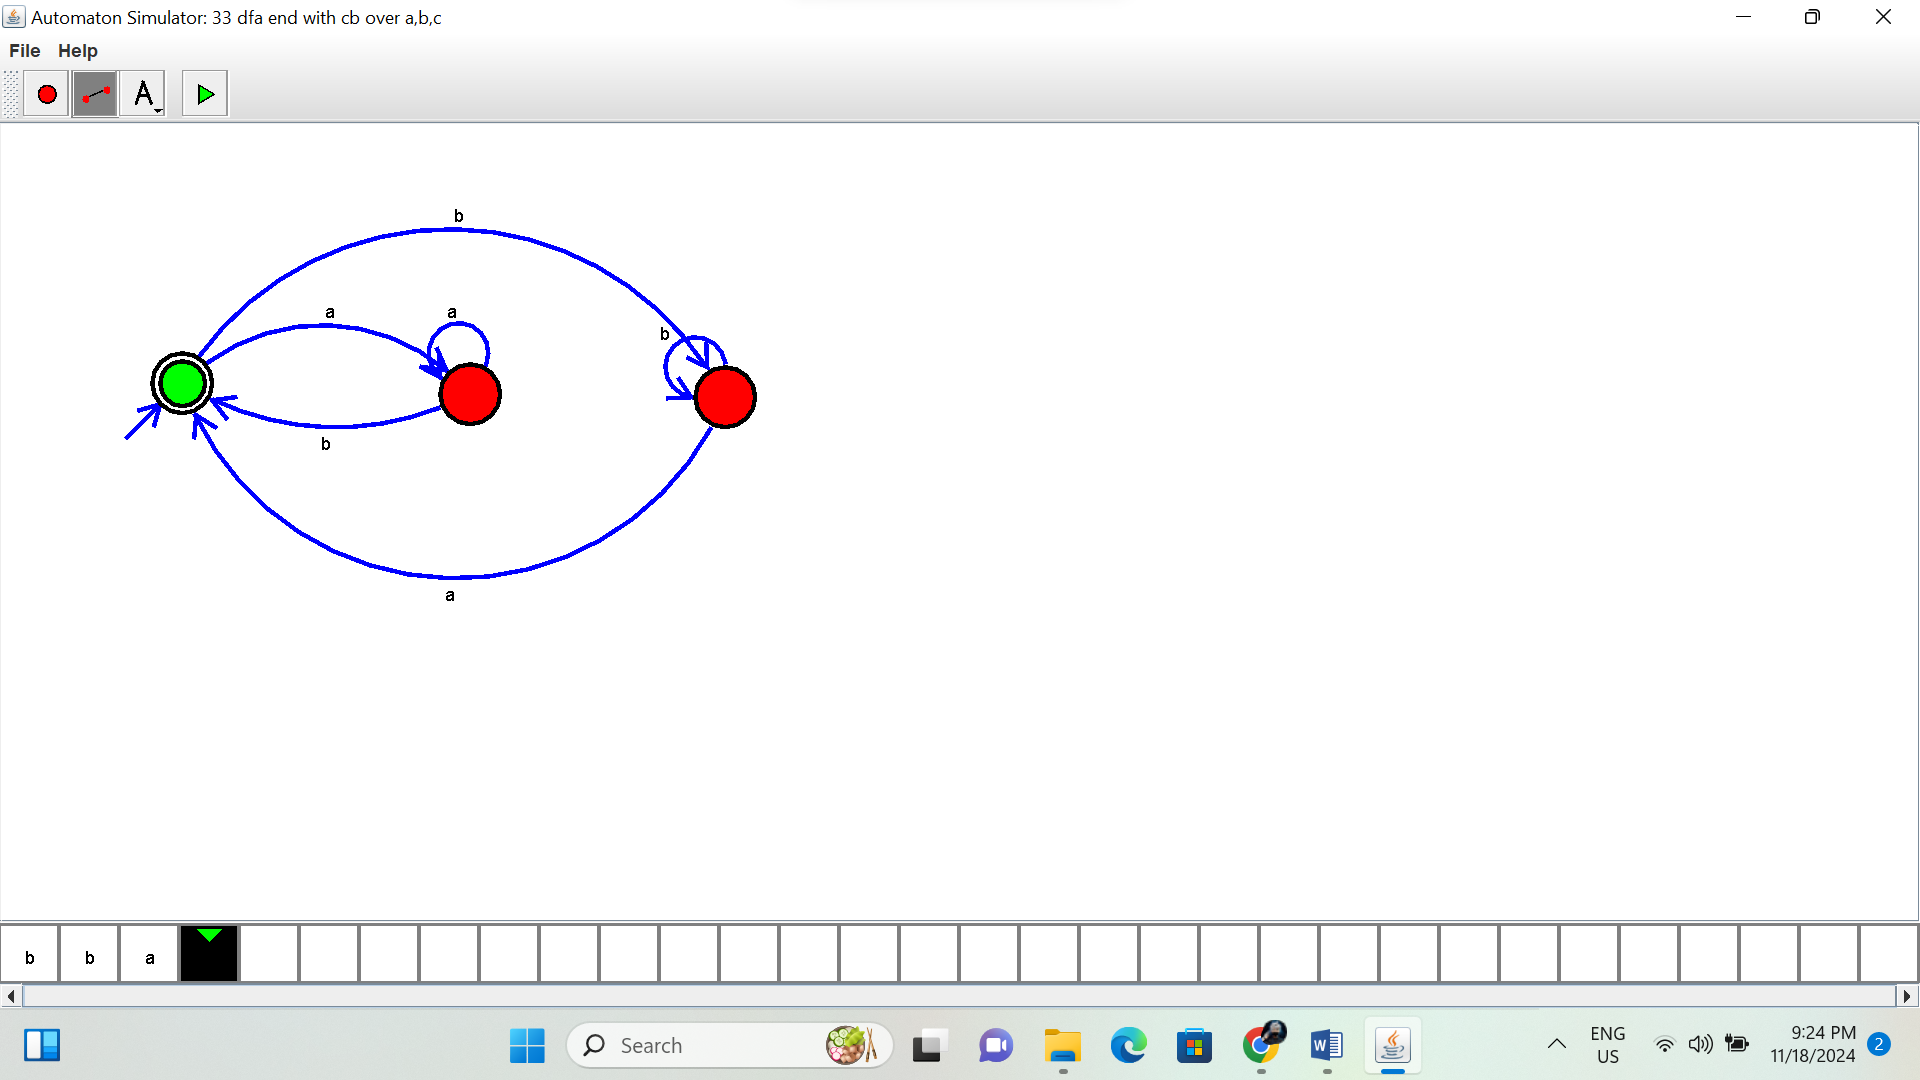 Automaton Simulator: 33 dfa end with cb over a,b,c
File Help
A
b
a a
b
b
a
b b a
Search
ENG
US
9:24 PM
11/18/2024
2